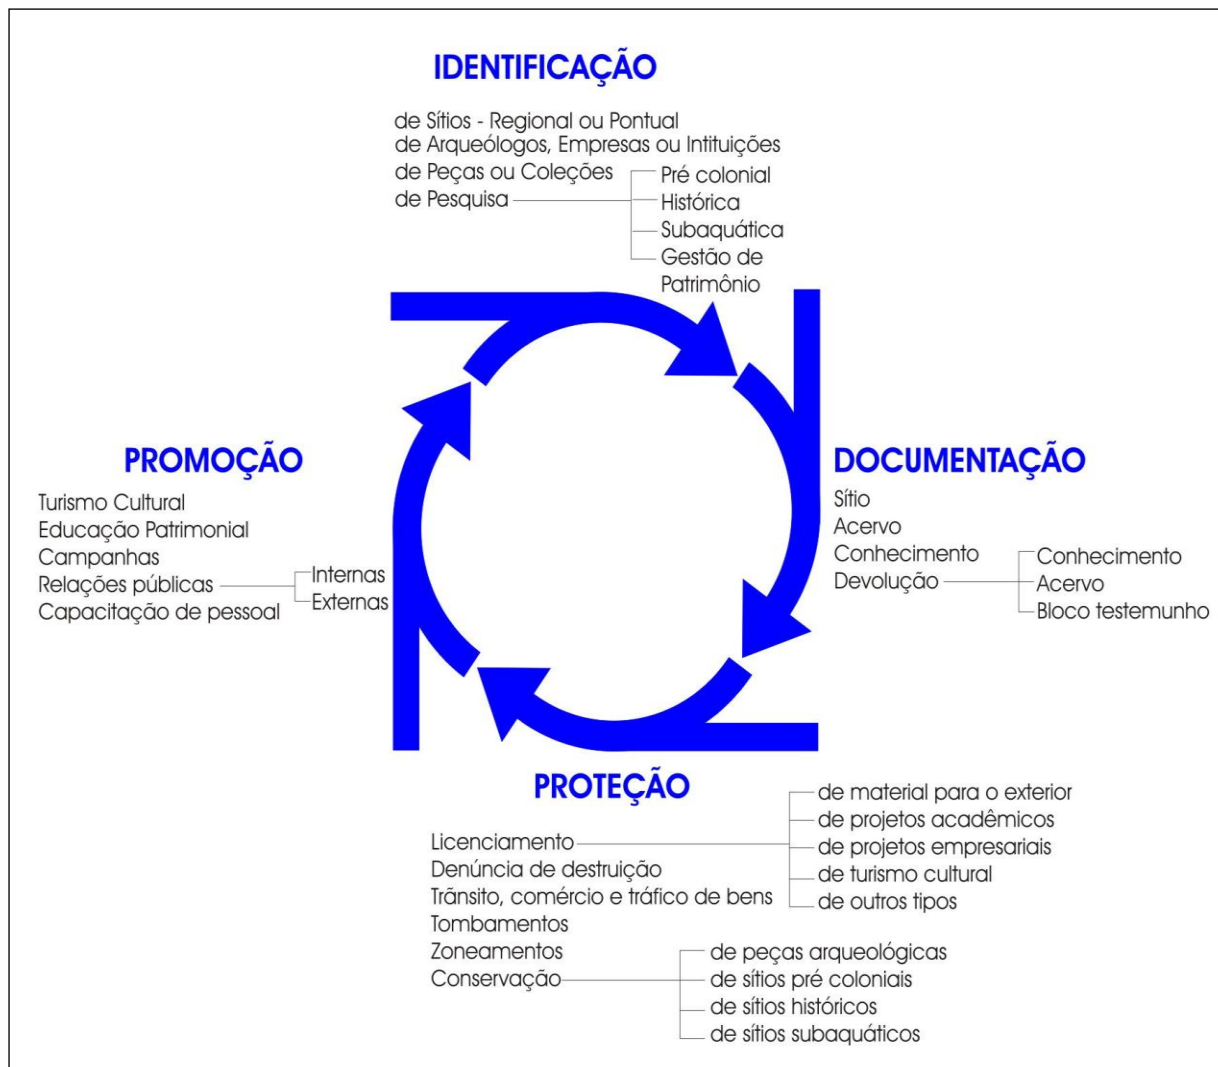 IDENTIFICAÇÃO
de Sítios - Regional ou Pontual
de Arqueólogos, Empresas ou Intituições
de Peças ou Coleções
de Pesquisa
Pré colonial
Histórica
Subaquática
Gestão de
Patrimônio
PROMOÇÃO
Turismo Cultural
Educação Patrimonial
Campanhas
Relações públicas
Internas
Externas
Capacitação de pessoal
DOCUMENTAÇÃO
Sítio
Acervo
Conhecimento
Devolução
Conhecimento
Acervo
Bloco testemunho
PROTEÇÃO
Licenciamento
de material para o exterior
de projetos acadêmicos
de projetos empresariais
de turismo cultural
de outros tipos
Denúncia de destruição
Trãnsito, comércio e tráfico de bens
Tombamentos
Zoneamentos
Conservação
de peças arqueológicas
de sítios pré coloniais
de sítios históricos
de sítios subaquáticos